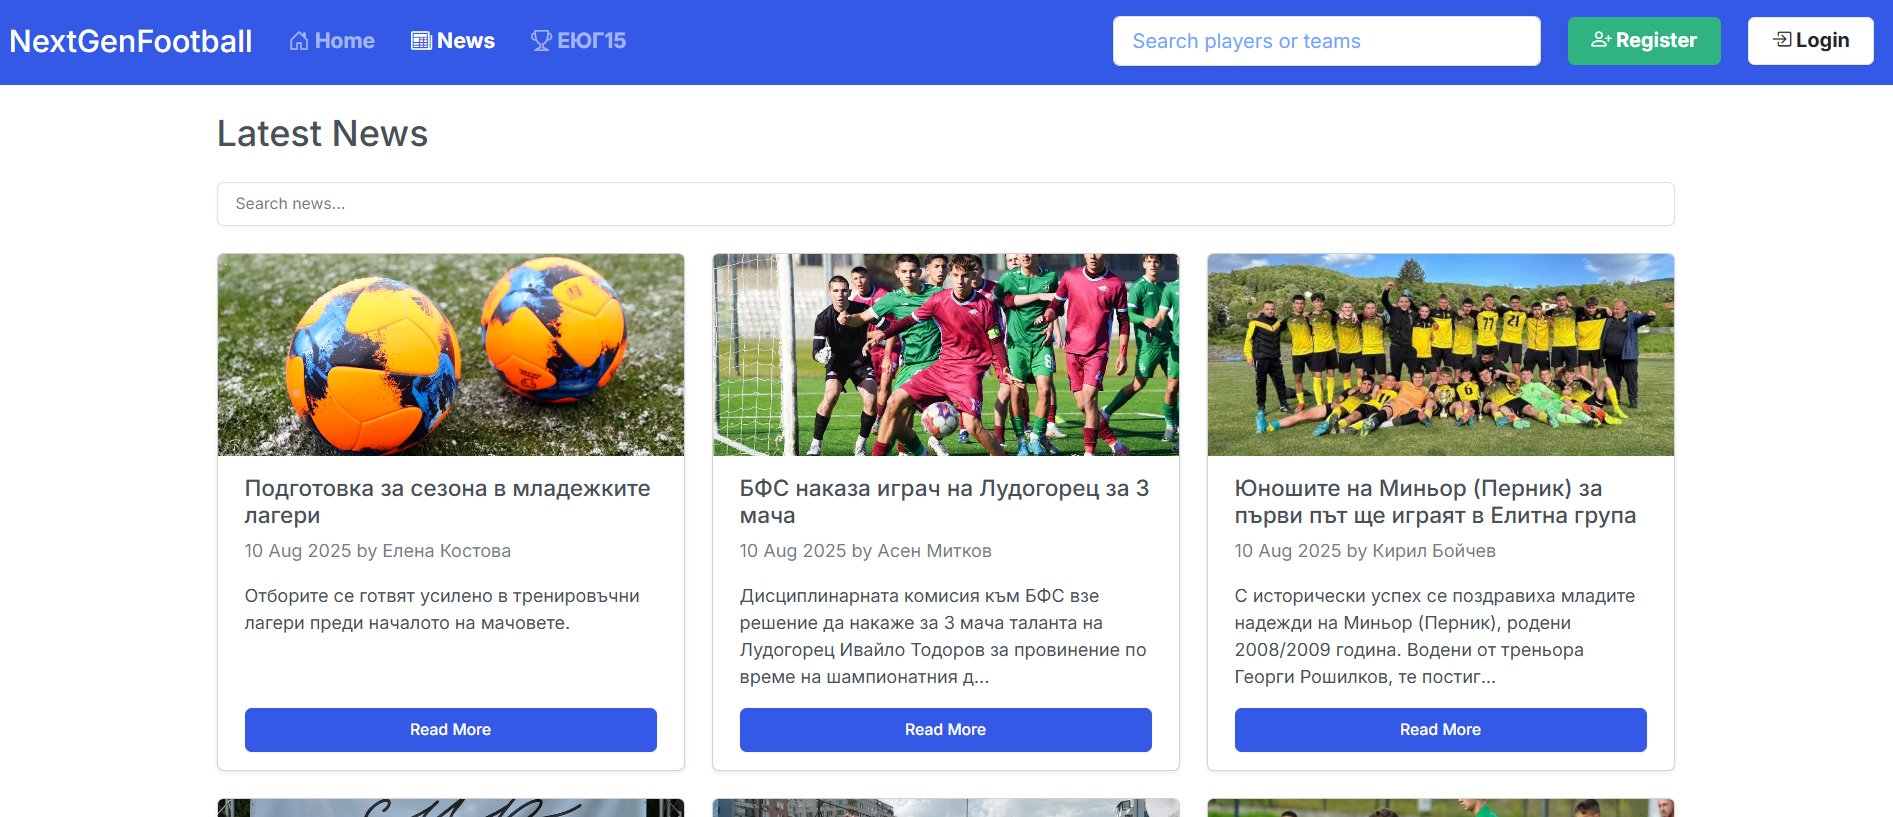 NextGenFootball
Home
News
ЕЮГ15
Search players or teams
Register
Login
Latest News
Search news...
77
21
6
8
Подготовка за сезона в младежките
лагери
10 Aug 2025 by Елена Костова
Отборите се готвят усилено в тренировъчни
лагери преди началото на мачовете.
Read More
БФС наказа играч на Лудогорец за 3
мача
10 Aug 2025 by Асен Митков
Дисциплинарната комисия към БФС взе
решение да накаже за 3 мача таланта на
Лудогорец Ивайло Тодоров за провинение по
време на шампионатния д...
Read More
Юношите на Миньор (Перник) за
първи път ще играят в Елитна група
10 Aug 2025 by Кирил Бойчев
С исторически успех се поздравиха младите
надежди на Миньор (Перник), родени
2008/2009 година. Водени от треньора
Георги Рошилков, те постиг...
Read More